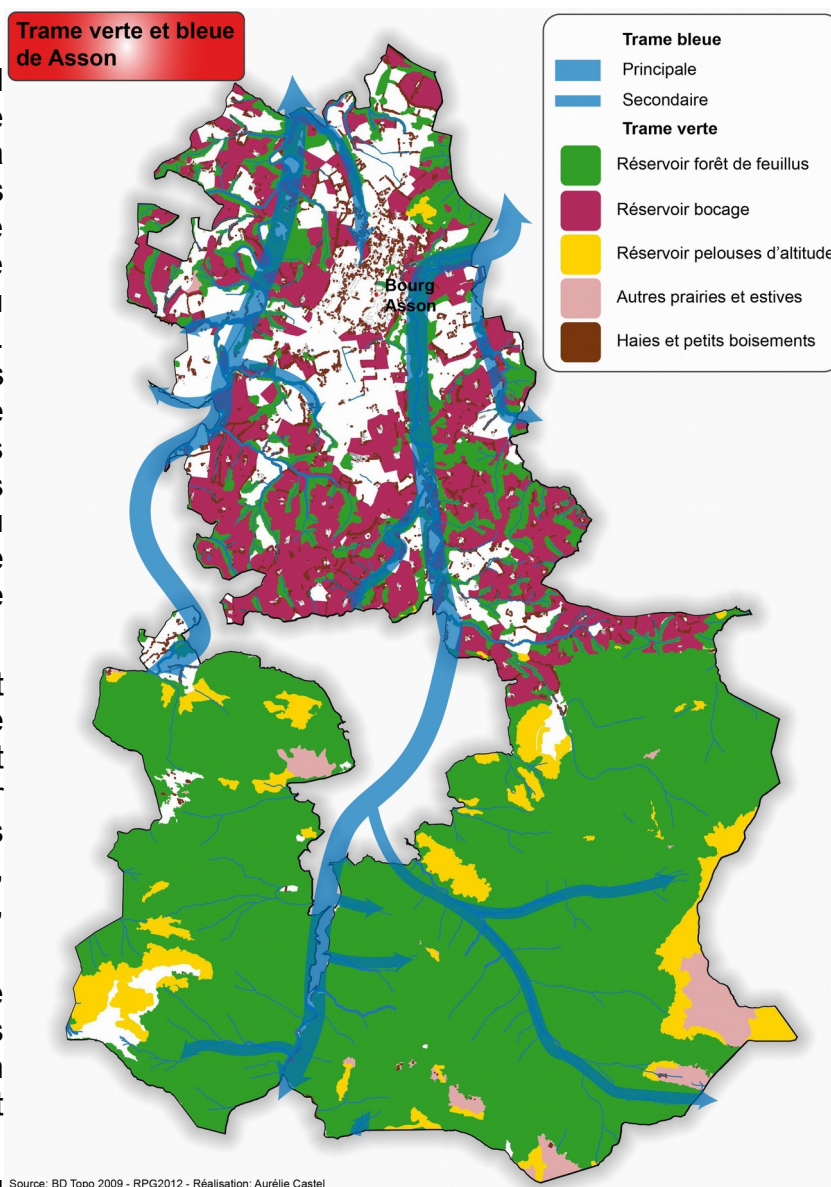 Trame verte et bleue
de Asson
Trame bleue
Principale
Secondaire
Trame verte
Réservoir forêt de feuillus
Réservoir bocage
Réservoir pelouses d'altitude
Autres prairies et estives
Haies et petits boisements
Bourg
Asson
Source: BD Topo 2009 - RPG2012 - Réalisation: Aurélie Castel